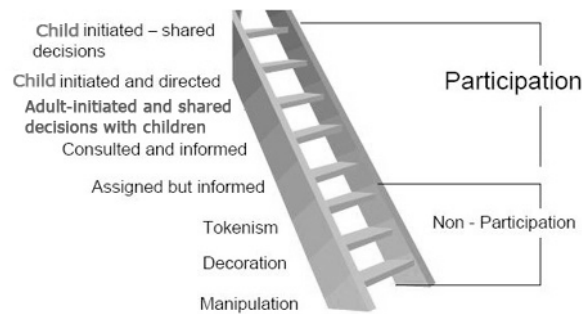 Child initiated – shared
decisions
Child initiated and directed
Adult-initiated and shared
decisions with children
Consulted and informed
Assigned but informed
Tokenism
Decoration
Manipulation
Participation
Non - Participation